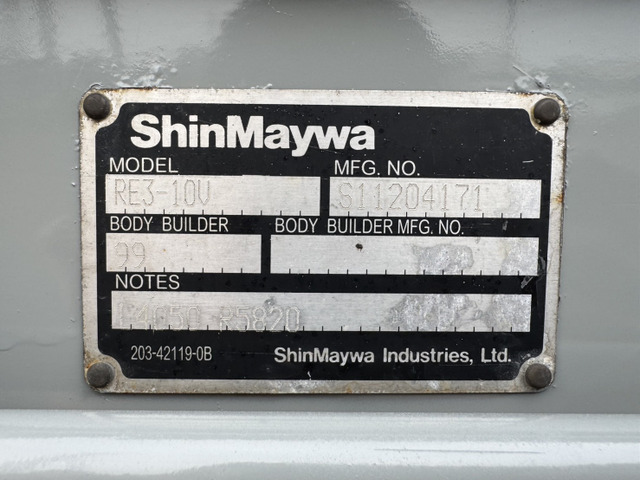 ShinMaywa
MODEL MFG. NO.
RE3-10V S11204171
BODY BUILDER BODY BUILDER MFG. NO.
99
NOTES
203-42119-0B ShinMaywa Industries, Ltd.